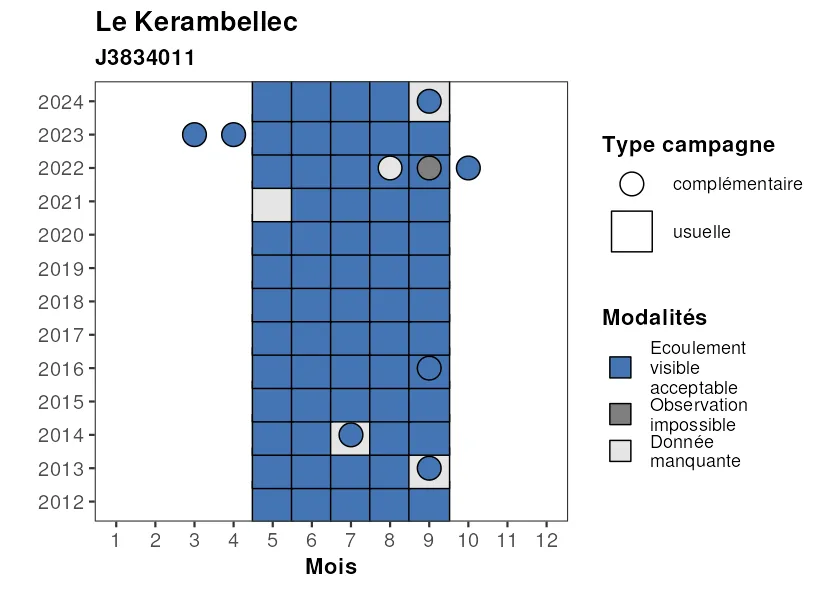 Le Kerambellec
J3834011
2024
2023
2022
2021
2020
2019
2018
2017
2016
2015
2014
2013
2012
1 2 3 4 5 6 7 8 9 10 11 12
Mois
Type campagne
complémentaire
usuelle
Modalités
Ecoulement
visible
acceptable
Observation
impossible
Donnée
manquante